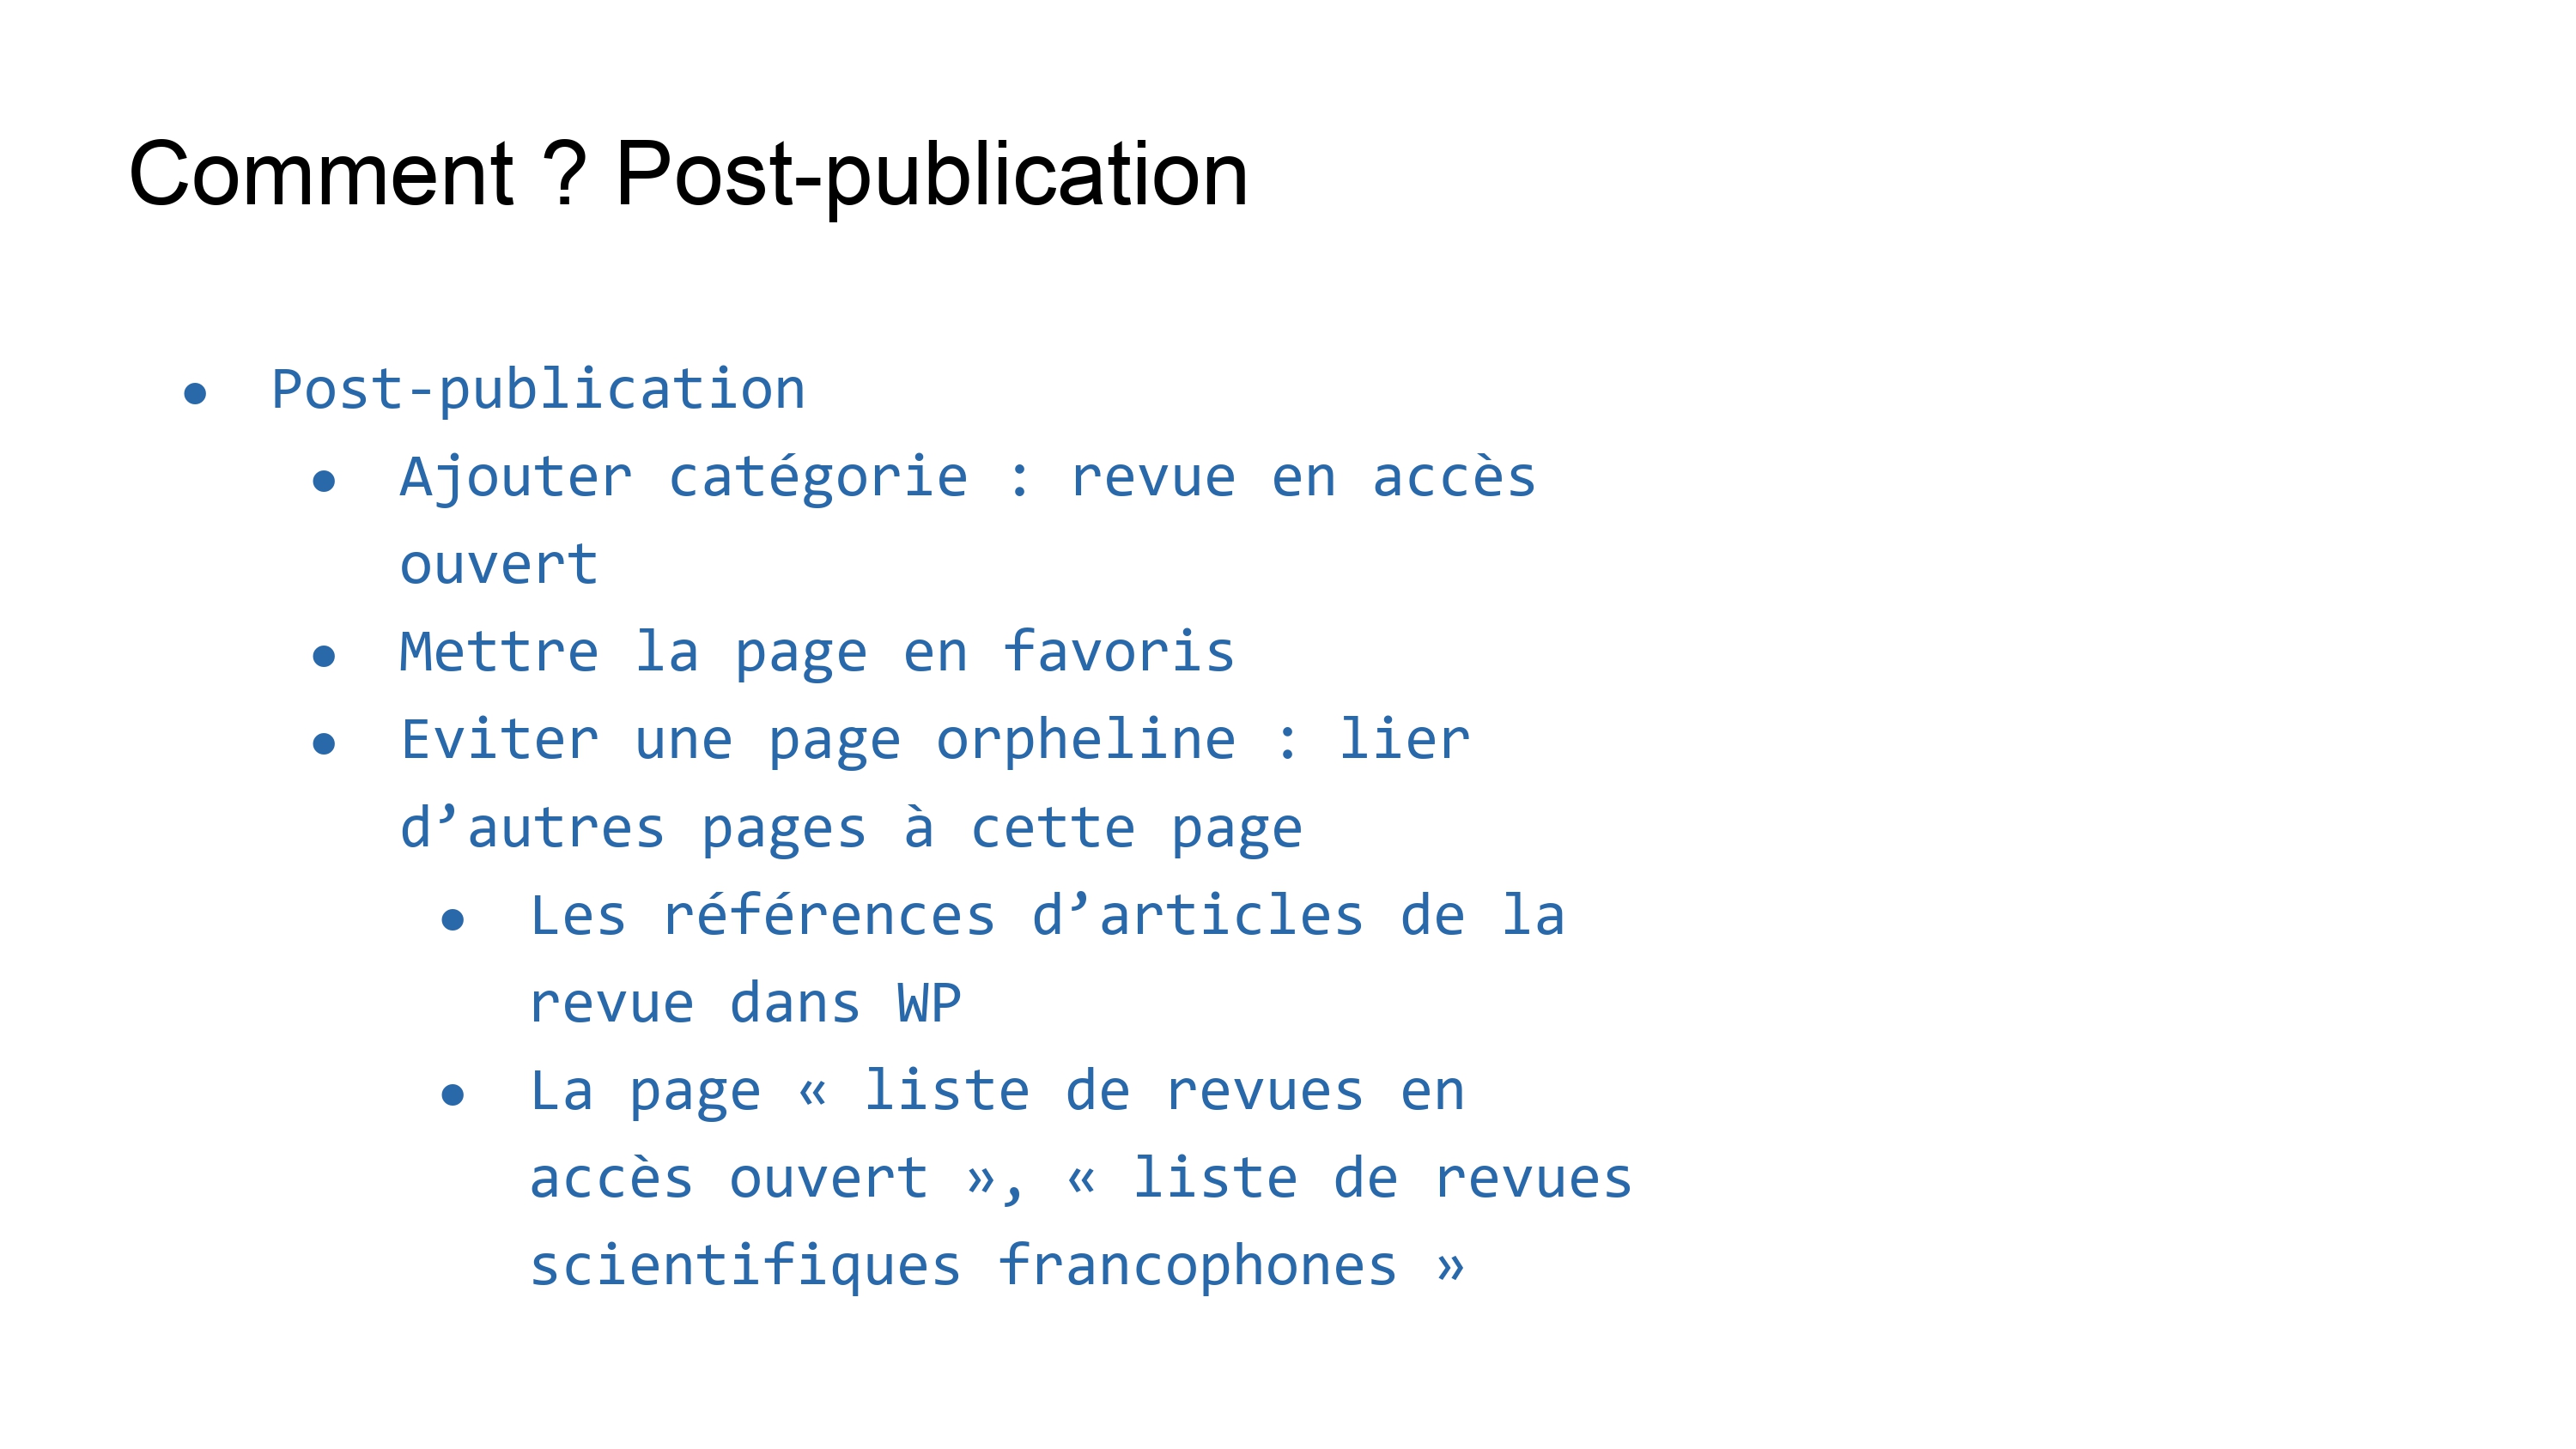 Comment ? Post-publication
● Post-publication
● Ajouter catégorie : revue en accès
ouvert
● Mettre la page en favoris
● Eviter une page orpheline : lier
d’autres pages à cette page
● Les références d’articles de la
revue dans WP
● La page « liste de revues en
accès ouvert », « liste de revues
scientifiques francophones »